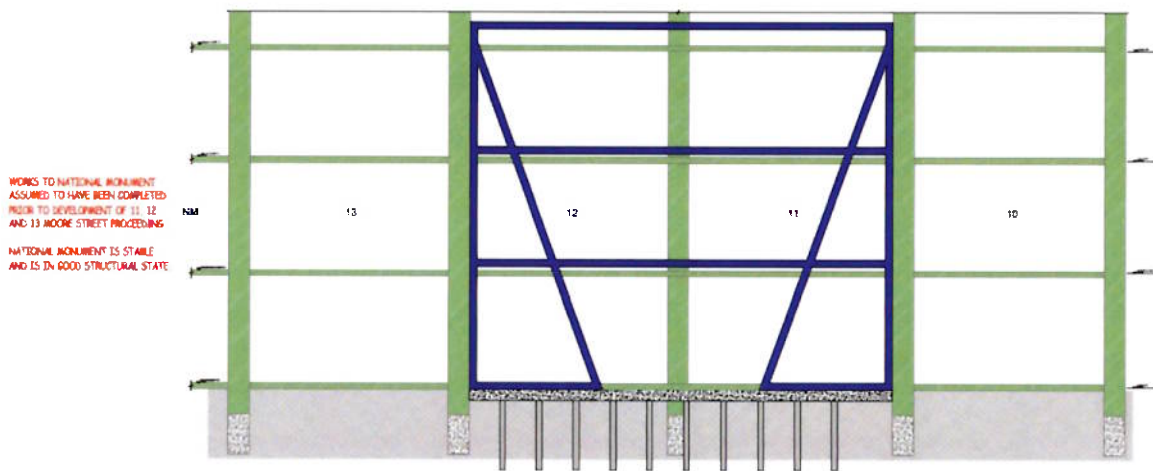 WORKS TO NATIONAL MONUMENT
ASSUMED TO HAVE BEEN COMPLETED
PRIOR TO DEVELOPMENT OF 11, 12
AND 13 MOORE STREET PROCEEDING
NATIONAL MONUMENT IS STABLE
AND IS IN GOOD STRUCTURAL STATE
NM 13 12 11 10